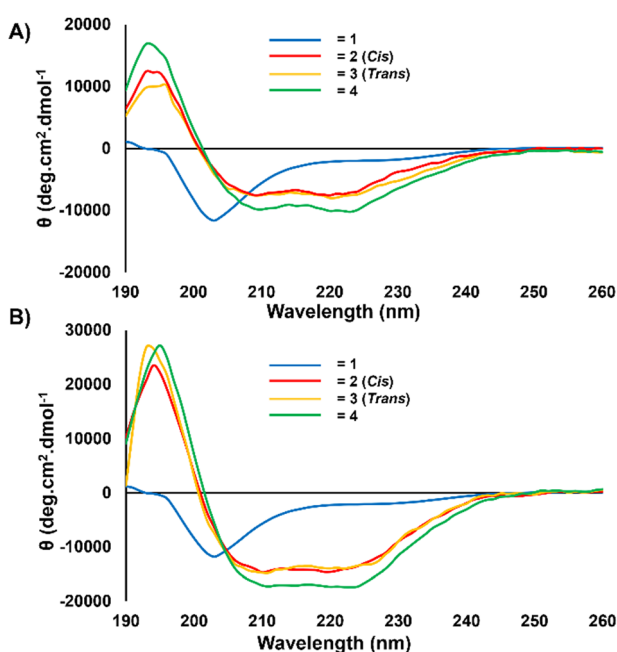 A)
20000
10000
0
-10000
-20000
θ (deg.cm².dmol⁻¹
= 1
= 2 (Cis)
= 3 (Trans)
= 4
190 200 210 220 230 240 250 260
Wavelength (nm)
B)
30000
20000
10000
0
-10000
-20000
θ (deg.cm².dmol⁻¹
= 1
= 2 (Cis)
= 3 (Trans)
= 4
190 200 210 220 230 240 250 260
Wavelength (nm)